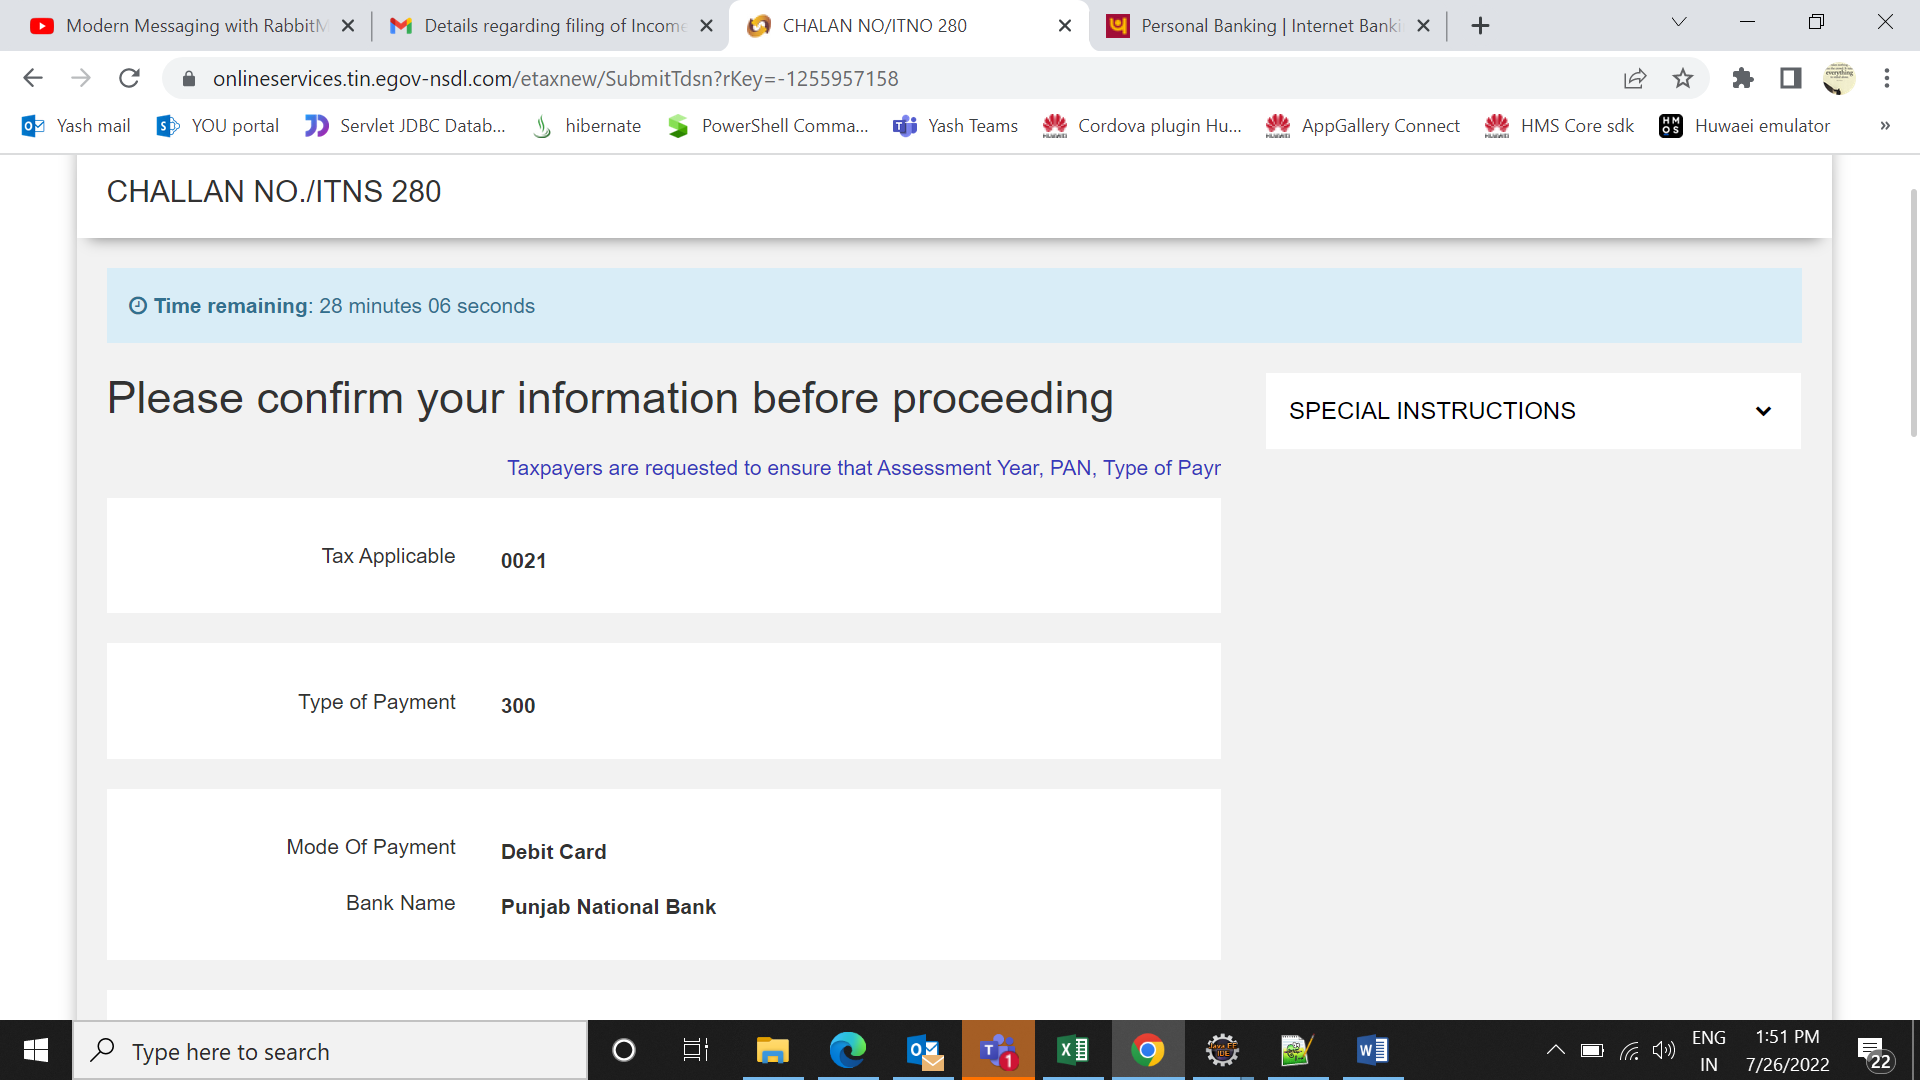 Modern Messaging with RabbitM
Details regarding filing of Income
CHALAN NO/ITNO 280
Personal Banking | Internet Banki
onlineservices.tin.egov-nsdl.com/etaxnew/SubmitTdsn?rKey=-1255957158
Yash mail
YOU portal
Servlet JDBC Datab...
hibernate
PowerShell Comma...
Yash Teams
Cordova plugin Hu...
AppGallery Connect
HMS Core sdk
Huwaei emulator
»
CHALLAN NO./ITNS 280
Time remaining: 28 minutes 06 seconds
Please confirm your information before proceeding
SPECIAL INSTRUCTIONS
Taxpayers are requested to ensure that Assessment Year, PAN, Type of Payr
Tax Applicable 0021
Type of Payment 300
Mode Of Payment Debit Card
Bank Name Punjab National Bank
Type here to search
1
ENG
IN
1:51 PM
7/26/2022
22